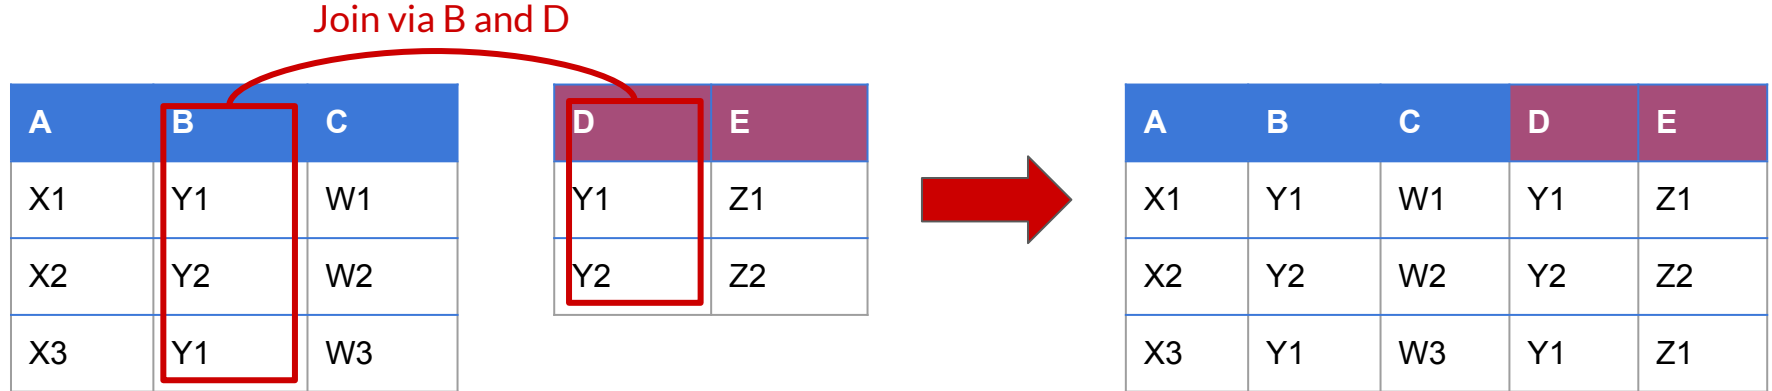 Join via B and D
A B C D E A B C D E
X1 Y1 W1 Y1 Z1 X1 Y1 W1 Y1 Z1
X2 Y2 W2 Y2 Z2 X2 Y2 W2 Y2 Z2
X3 Y1 W3 X3 Y1 W3 Y1 Z1